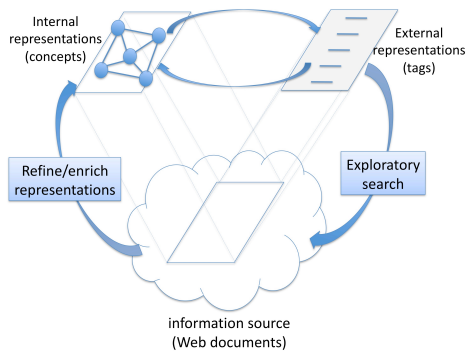 Internal
representations
(concepts)
External
representations
(tags)
Refine/enrich
representations
Exploratory
search
information source
(Web documents)